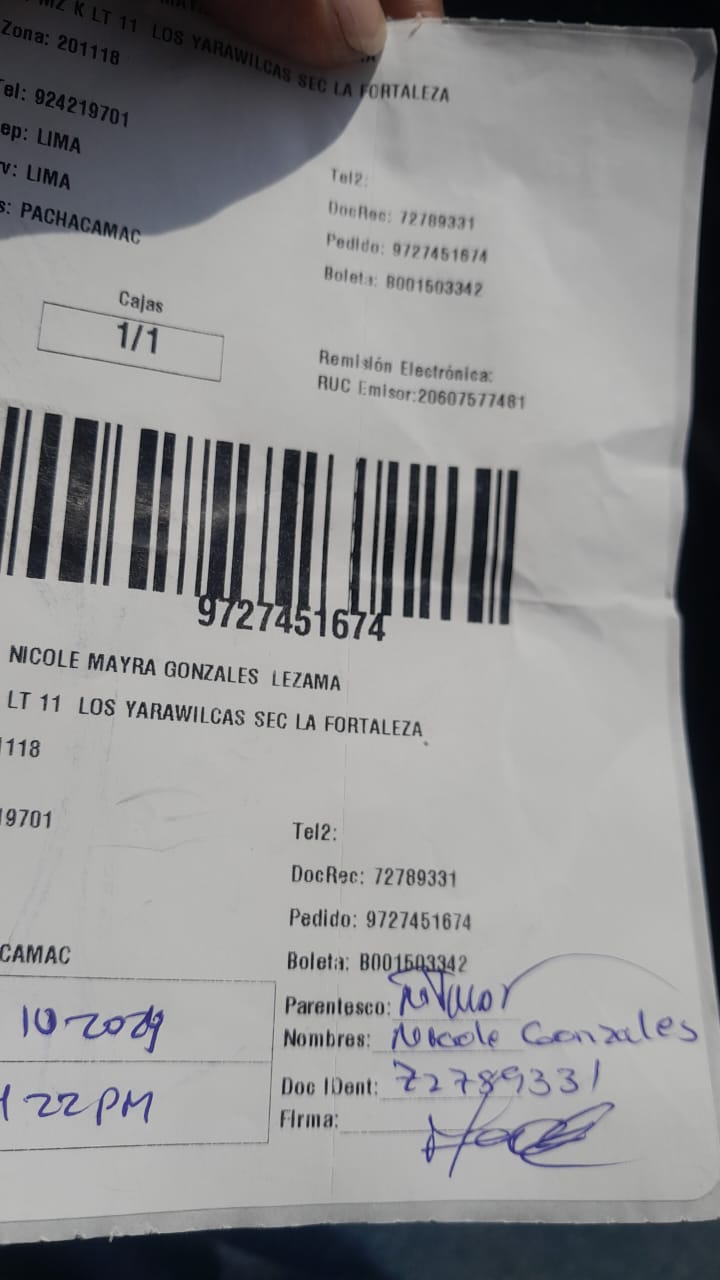 MZ K LT 11 LOS YARAWILCAS SEC LA FORTALEZA
Zona: 201118
Tel: 924219701
ep: LIMA
v: LIMA
s: PACHACAMAC
Tel2:
DocRec: 72789331
Pedido: 9727451674
Boleta: B001503342
Cajas
1/1
Remisión Electrónica:
RUC Emisor:20607577481
9727451674
NICOLE MAYRA GONZALES LEZAMA
LT 11 LOS YARAWILCAS SEC LA FORTALEZA
1118
19701
Tel2:
DocRec: 72789331
Pedido: 9727451674
CAMAC
Boleta: B001503342
Parentesco:
Nombres: Nicole Gonzales
Doc IDent: 72789331
Firma:
22 PM